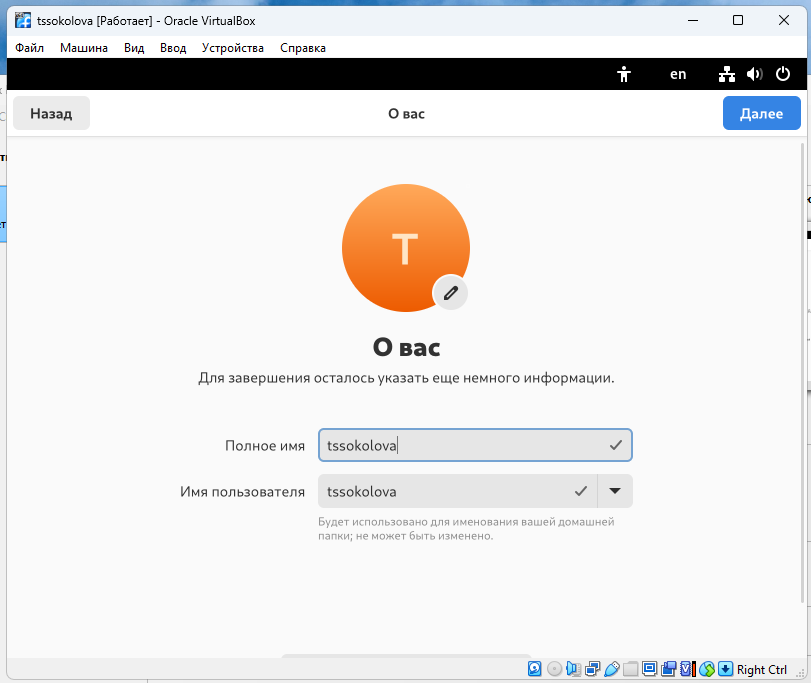 tssokolova [Работает] - Oracle VirtualBox
Файл Машина Вид Ввод Устройства Справка
en
Назад О вас Далее
T
О вас
Для завершения осталось указать еще немного информации.
Полное имя tssokolova
Имя пользователя tssokolova
Будет использовано для именования вашей домашней
папки; не может быть изменено.
Right Ctrl